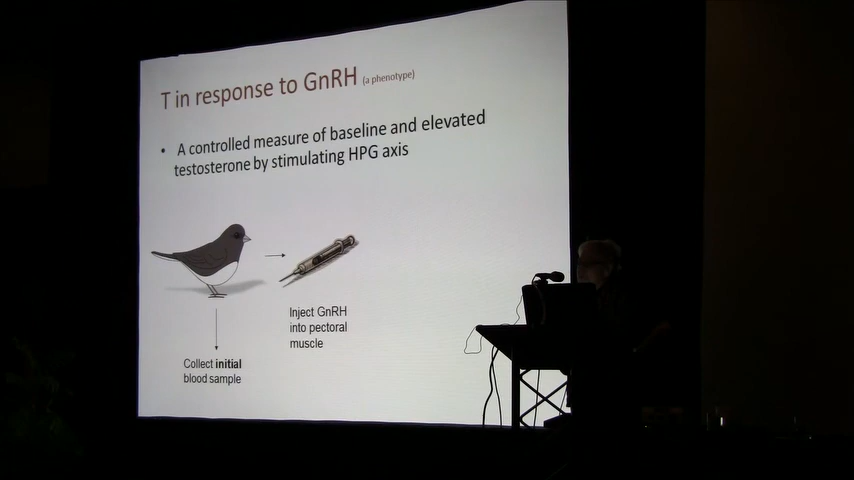 T in response to GnRH (a phenotype)
• A controlled measure of baseline and elevated
testosterone by stimulating HPG axis
Inject GnRH
into pectoral
muscle
Collect initial
blood sample